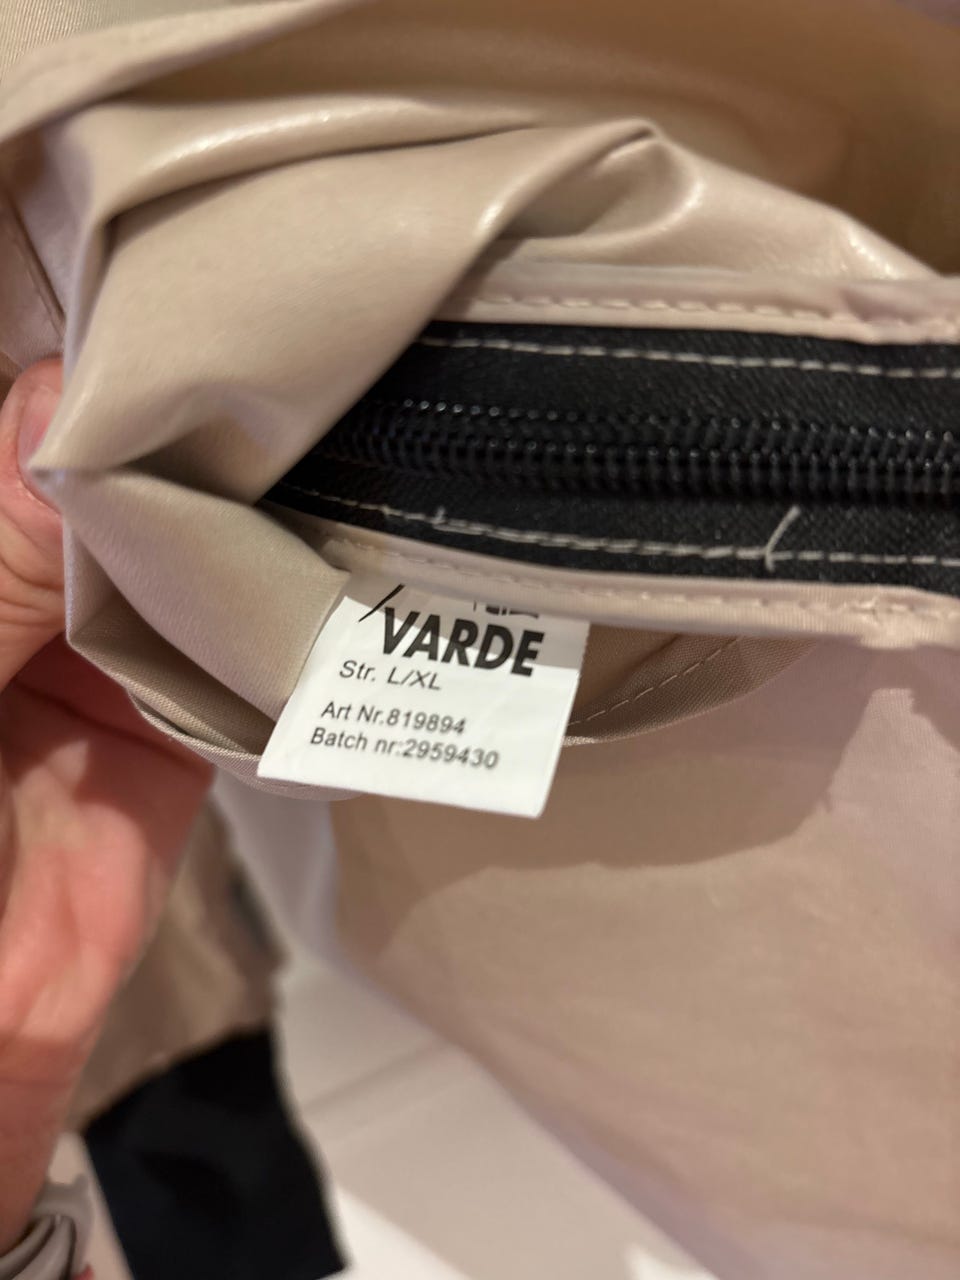 VARDE
Str. L/XL
Art Nr.819894
Batch nr:2959430